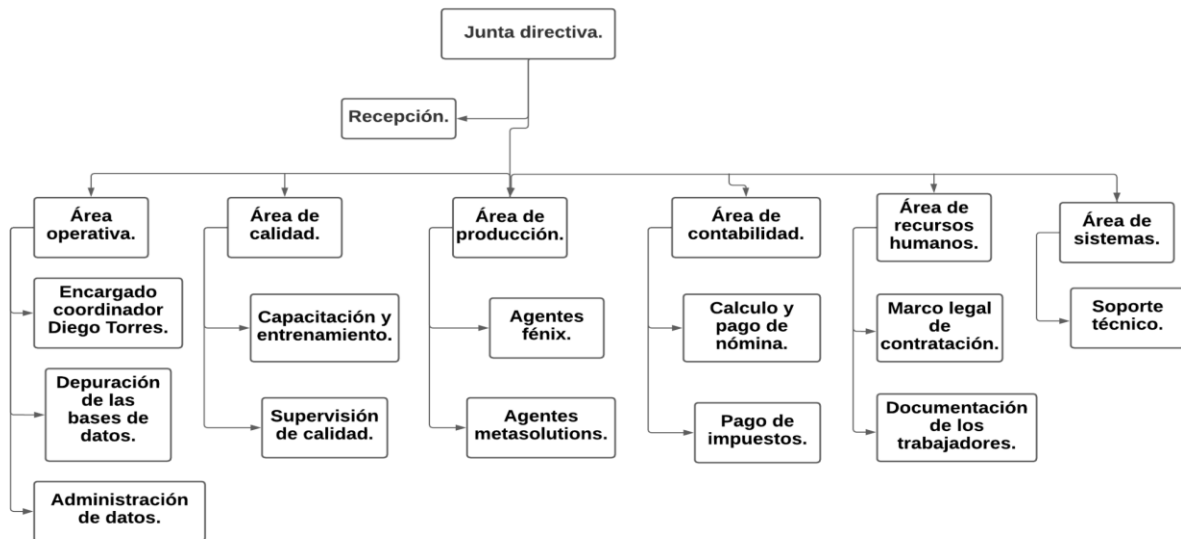 Junta directiva.
Recepción.
Área
operativa.
Área de
calidad.
Área de
producción.
Área de
contabilidad.
Área de
recursos
humanos.
Área de
sistemas.
Encargado
coordinador
Diego Torres.
Capacitación y
entrenamiento.
Agentes
fénix.
Calculo y
pago de
nómina.
Marco legal
de
contratación.
Soporte
técnico.
Depuración
de las
bases de
datos.
Supervisión
de calidad.
Agentes
metasolutions.
Pago de
impuestos.
Documentación
de los
trabajadores.
Administración
de datos.